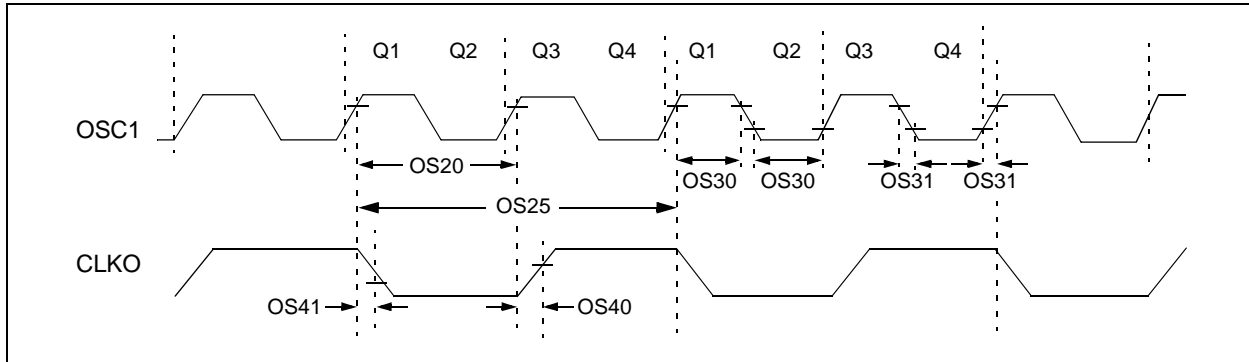 Q1 Q2 Q3 Q4 Q1 Q2 Q3 Q4
OSC1
OS20
OS30 OS30
OS31 OS31
OS25
CLKO
OS41
OS40